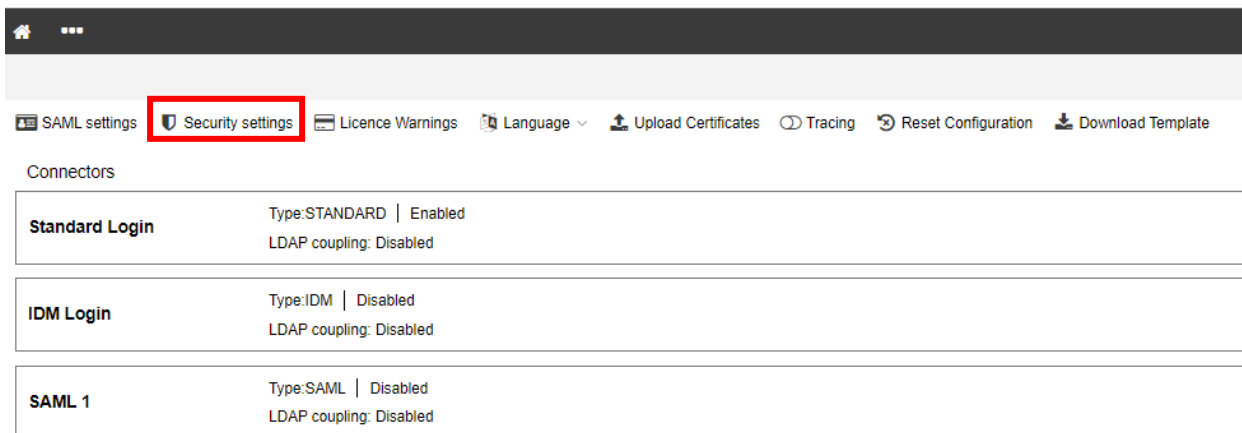 SAML settings Security settings Licence Warnings Language Upload Certificates Tracing Reset Configuration Download Template
Connectors
Standard Login
Type:STANDARD | Enabled
LDAP coupling: Disabled
IDM Login
Type:IDM | Disabled
LDAP coupling: Disabled
SAML 1
Type:SAML | Disabled
LDAP coupling: Disabled